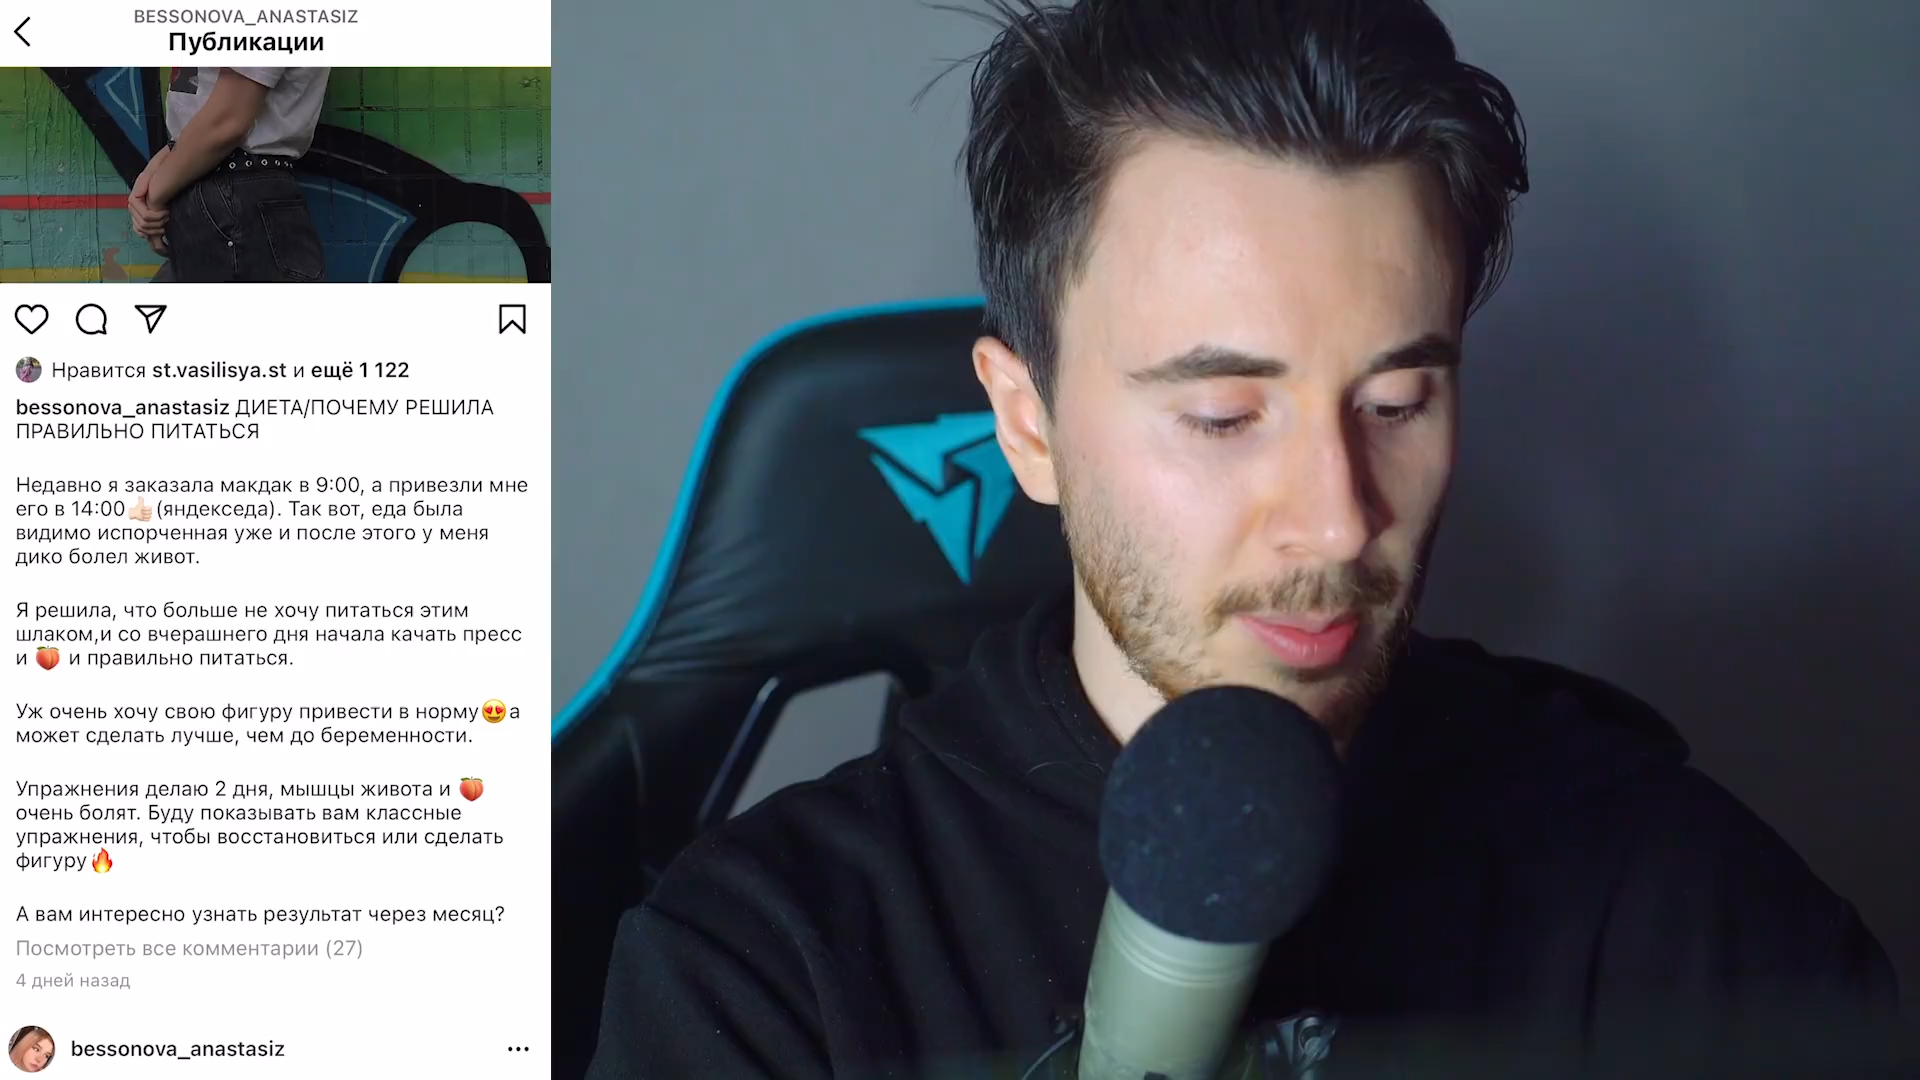 BESSONOVA_ANASTASIZ
Публикации
Нравится st.vasilisya.st и ещё 1 122
bessonova_anastasiz ДИЕТА/ПОЧЕМУ РЕШИЛА
ПРАВИЛЬНО ПИТАТЬСЯ
Недавно я заказала макдак в 9:00, а привезли мне
его в 14:00👍🏻(яндекседа). Так вот, еда была
видимо испорченная уже и после этого у меня
дико болел живот.
Я решила, что больше не хочу питаться этим
шлаком,и со вчерашнего дня начала качать пресс
и 🍑 и правильно питаться.
Уж очень хочу свою фигуру привести в норму😍а
может сделать лучше, чем до беременности.
Упражнения делаю 2 дня, мышцы живота и 🍑
очень болят. Буду показывать вам классные
упражнения, чтобы восстановиться или сделать
фигуру🔥
А вам интересно узнать результат через месяц?
Посмотреть все комментарии (27)
4 дней назад
bessonova_anastasiz